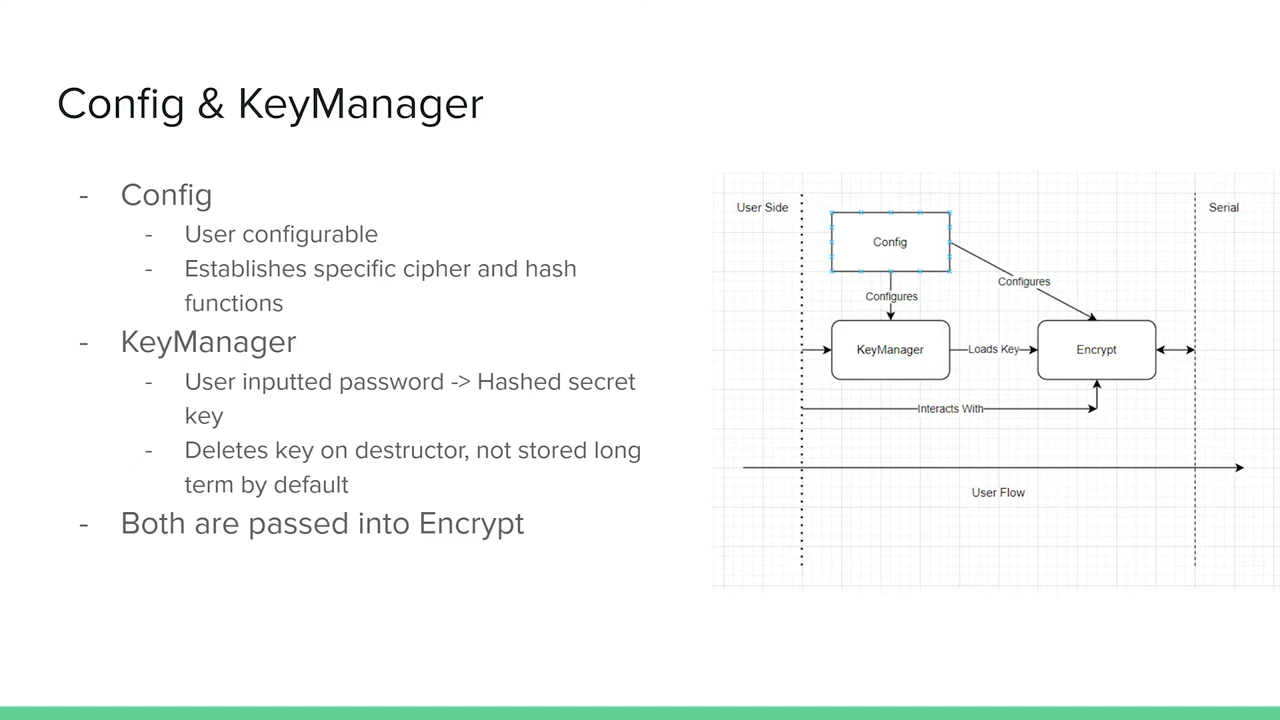 Config & KeyManager
- Config
- User configurable
- Establishes specific cipher and hash
functions
- KeyManager
- User inputted password -> Hashed secret
key
- Deletes key on destructor, not stored long
term by default
- Both are passed into Encrypt
User Side
Serial
Config
Configures
Configures
KeyManager
Loads Key
Encrypt
Interacts With
User Flow